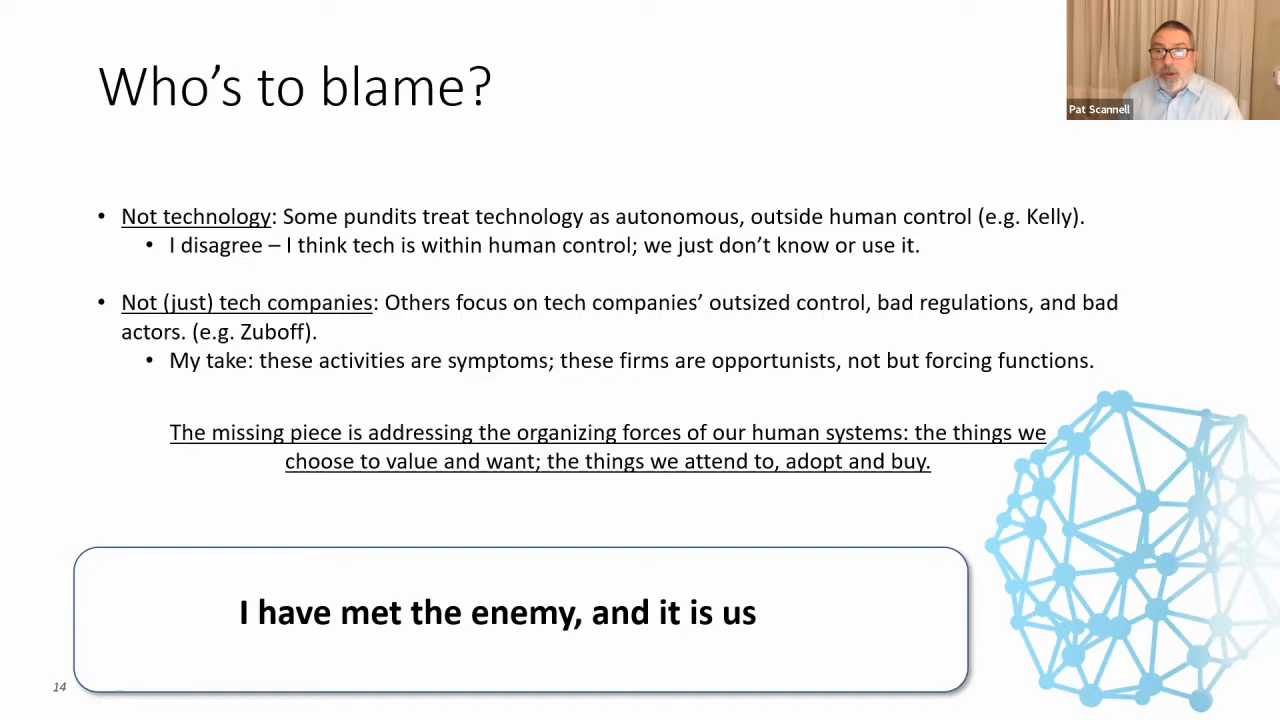 Who's to blame?
Pat Scannell
• Not technology: Some pundits treat technology as autonomous, outside human control (e.g. Kelly).
• I disagree – I think tech is within human control; we just don't know or use it.
• Not (just) tech companies: Others focus on tech companies' outsized control, bad regulations, and bad
actors. (e.g. Zuboff).
• My take: these activities are symptoms; these firms are opportunists, not but forcing functions.
The missing piece is addressing the organizing forces of our human systems: the things we
choose to value and want; the things we attend to, adopt and buy.
I have met the enemy, and it is us
14